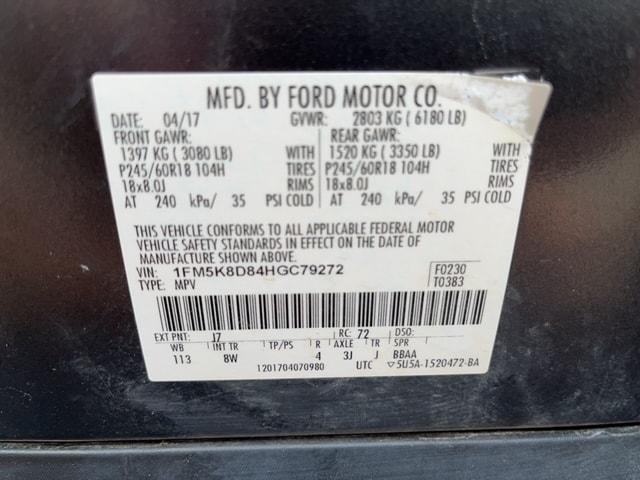 MFD. BY FORD MOTOR CO.
DATE: 04/17 GVWR: 2803 KG ( 6180 LB)
FRONT GAWR: REAR GAWR:
1397 KG ( 3080 LB) WITH 1520 KG ( 3350 LB) WITH
P245/60R18 104H TIRES P245/60R18 104H TIRES
18x8.0J RIMS 18x8.0J RIMS
AT 240 kPa/ 35 PSI COLD AT 240 kPa/ 35 PSI COLD
THIS VEHICLE CONFORMS TO ALL APPLICABLE FEDERAL MOTOR
VEHICLE SAFETY STANDARDS IN EFFECT ON THE DATE OF
MANUFACTURE SHOWN ABOVE.
VIN: 1FM5K8D84HGC79272 F0230
TYPE: MPV T0383
EXT PNT: J7 RC: 72 DSO:
WB INT TR TP/PS R AXLE TR SPR
113 8W 4 3J J BBAA
1201704070980 UTC ▽5U5A-1520472-BA